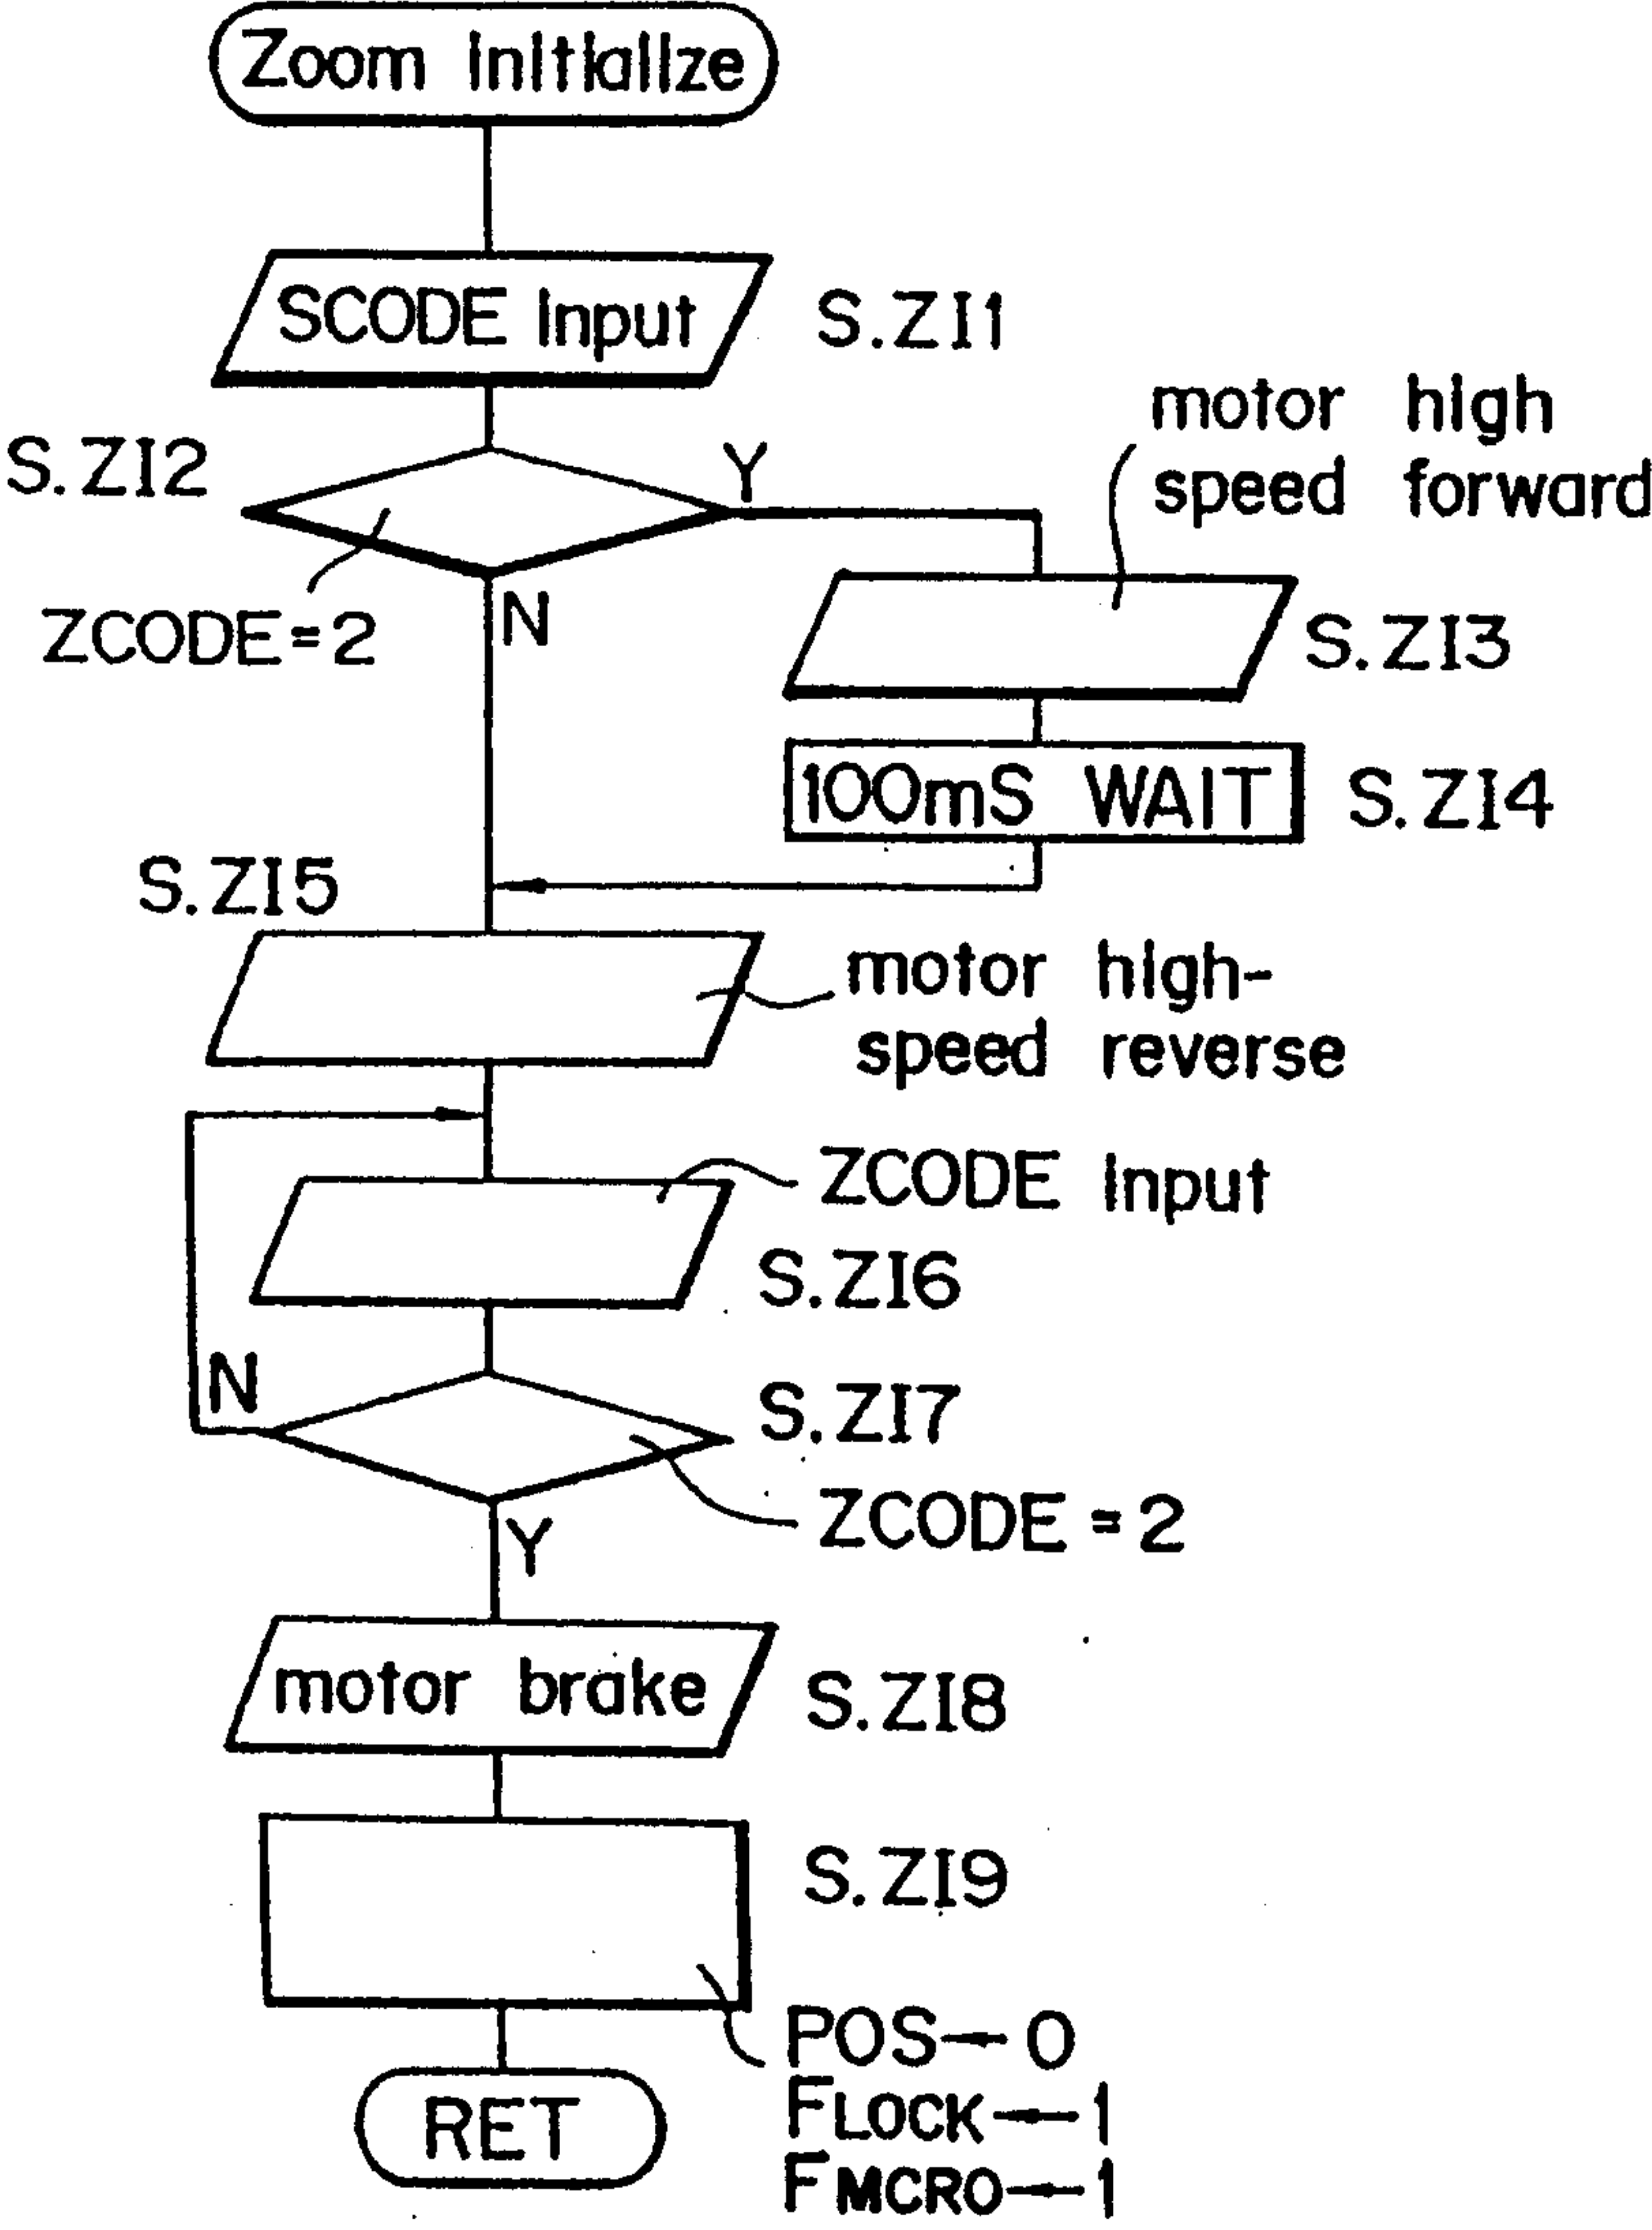 Zoom Initialize
SCODE Input
S.ZI1
S.ZI2
Y
motor high
speed forward
ZCODE=2
N
S.ZI3
100mS WAIT
S.ZI4
S.ZI5
motor high-
speed reverse
ZCODE Input
S.ZI6
N
S.ZI7
ZCODE=2
Y
motor brake
S.ZI8
S.ZI9
POS←0
FLOCK←1
FMCRO←1
RET